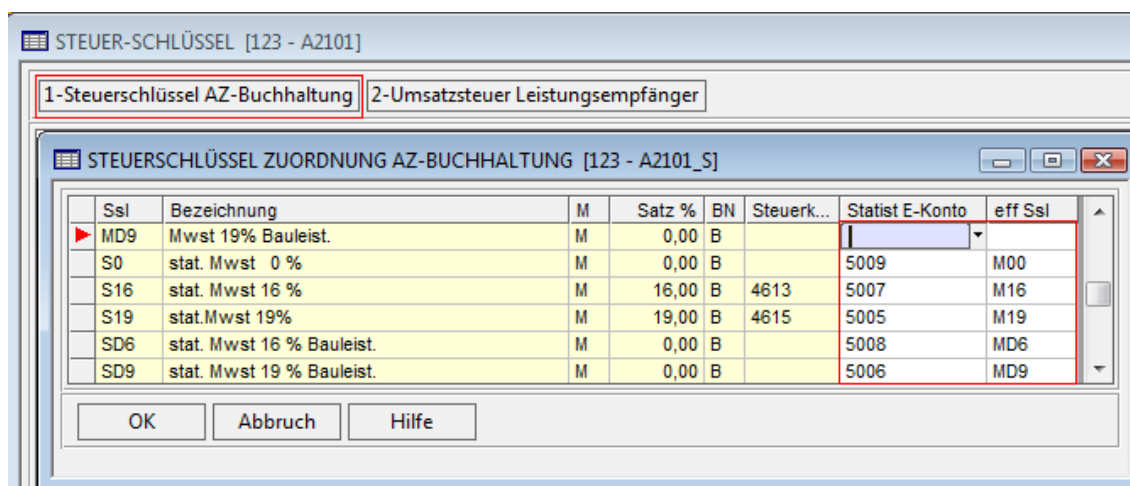 STEUER-SCHLÜSSEL [123 - A2101]
1-Steuerschlüssel AZ-Buchhaltung 2-Umsatzsteuer Leistungsempfänger
STEUERSCHLÜSSEL ZUORDNUNG AZ-BUCHHALTUNG [123 - A2101_S]
Ssl Bezeichnung M Satz % BN Steuerk... Statist E-Konto eff Ssl
MD9 Mwst 19% Bauleist. M 0,00 B
S0 stat. Mwst 0 % M 0,00 B 5009 M00
S16 stat. Mwst 16 % M 16,00 B 4613 5007 M16
S19 stat.Mwst 19% M 19,00 B 4615 5005 M19
SD6 stat. Mwst 16 % Bauleist. M 0,00 B 5008 MD6
SD9 stat. Mwst 19 % Bauleist. M 0,00 B 5006 MD9
OK Abbruch Hilfe